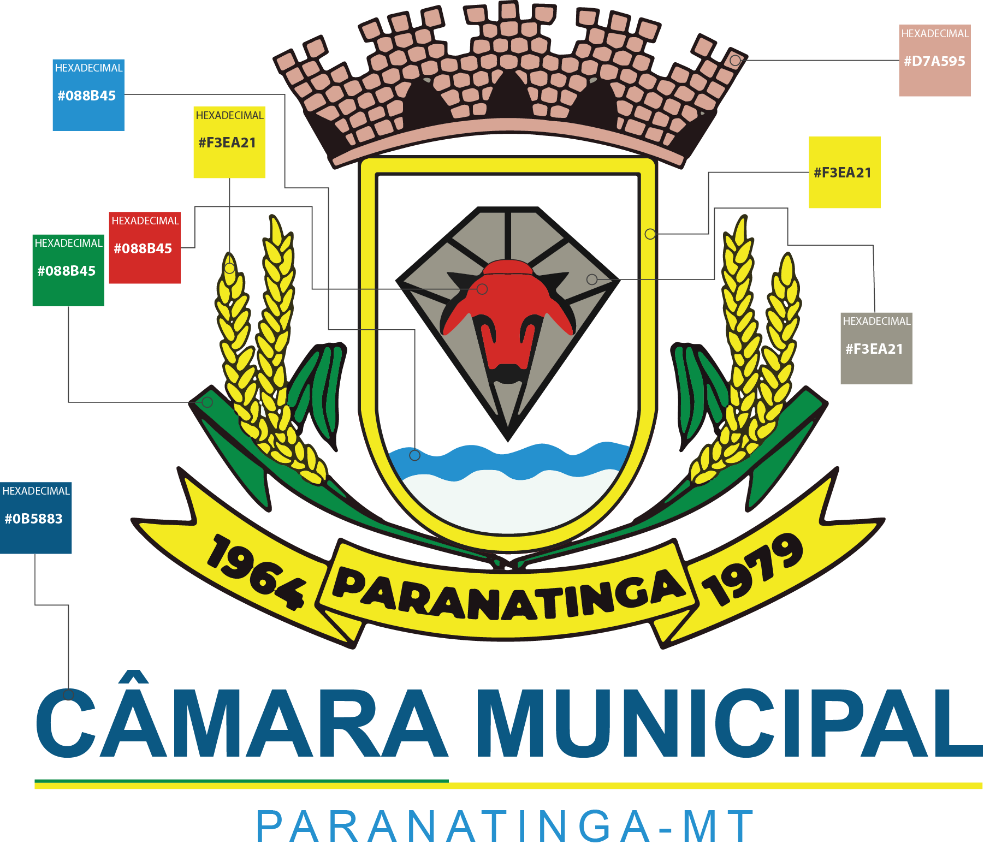 HEXADECIMAL
#D7A595
HEXADECIMAL
#088B45
HEXADECIMAL
#F3EA21
#F3EA21
HEXADECIMAL
#088B45
HEXADECIMAL
#088B45
HEXADECIMAL
#F3EA21
HEXADECIMAL
#0B5883
1964 PARANATINGA 1979
CÂMARA MUNICIPAL
PARANATINGA-MT